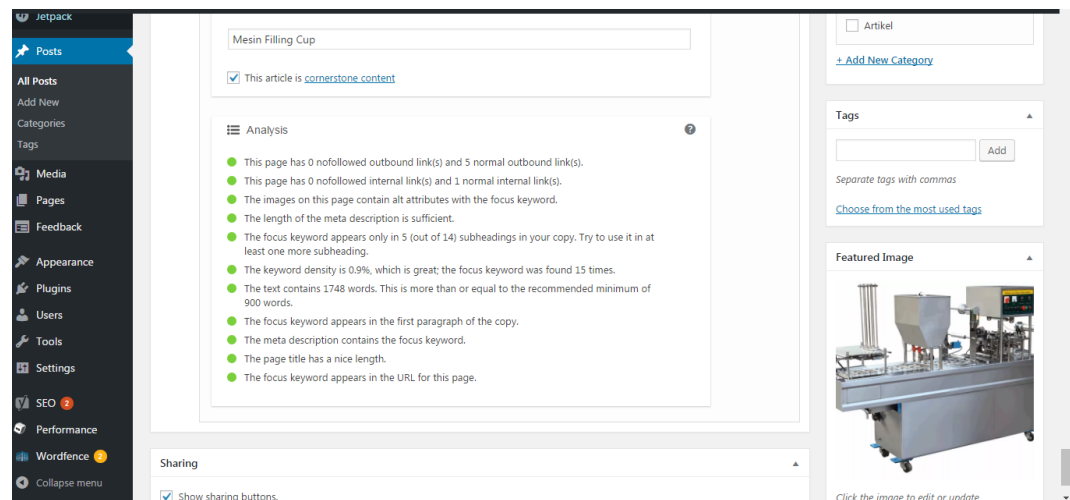 Jetpack
Posts
All Posts
Add New
Categories
Tags
Media
Pages
Feedback
Appearance
Plugins
Users
Tools
Settings
SEO 2
Performance
Wordfence 2
Collapse menu
Mesin Filling Cup
This article is cornerstone content
Analysis
This page has 0 nofollowed outbound link(s) and 5 normal outbound link(s).
This page has 0 nofollowed internal link(s) and 1 normal internal link(s).
The images on this page contain alt attributes with the focus keyword.
The length of the meta description is sufficient.
The focus keyword appears only in 5 (out of 14) subheadings in your copy. Try to use it in at
least one more subheading.
The keyword density is 0.9%, which is great; the focus keyword was found 15 times.
The text contains 1748 words. This is more than or equal to the recommended minimum of
900 words.
The focus keyword appears in the first paragraph of the copy.
The meta description contains the focus keyword.
The page title has a nice length.
The focus keyword appears in the URL for this page.
Sharing
Show sharing buttons.
Artikel
+ Add New Category
Tags
Add
Separate tags with commas
Choose from the most used tags
Featured Image
Click the image to edit or update